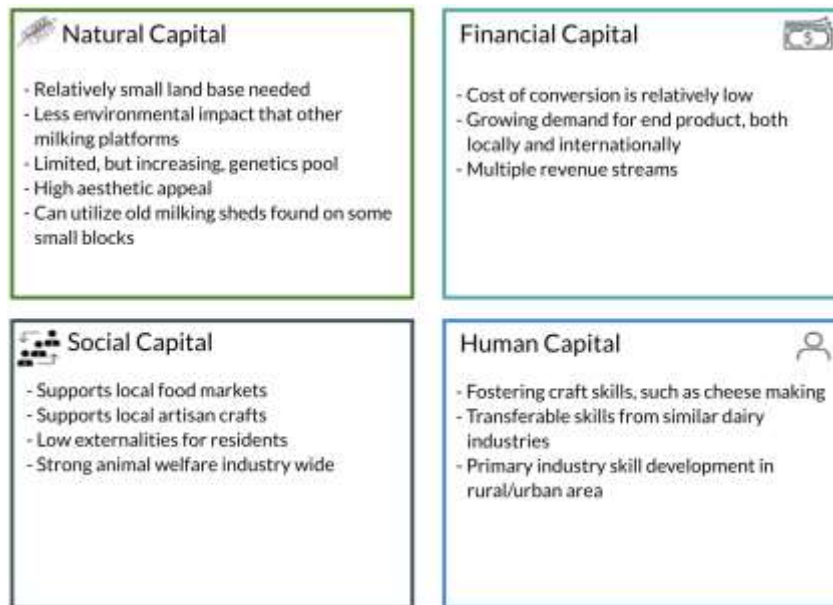 Natural Capital
- Relatively small land base needed
- Less environmental impact that other
milking platforms
- Limited, but increasing, genetics pool
- High aesthetic appeal
- Can utilize old milking sheds found on some
small blocks
Financial Capital
$
- Cost of conversion is relatively low
- Growing demand for end product, both
locally and internationally
- Multiple revenue streams
Social Capital
- Supports local food markets
- Supports local artisan crafts
- Low externalities for residents
- Strong animal welfare industry wide
Human Capital
- Fostering craft skills, such as cheese making
- Transferable skills from similar dairy
industries
- Primary industry skill development in
rural/urban area